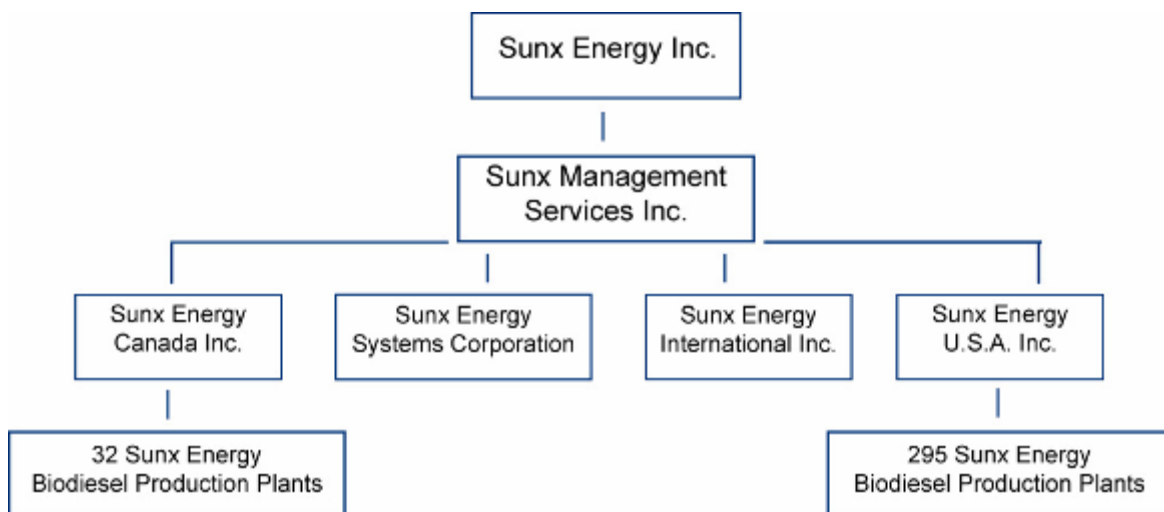 Sunx Energy Inc.
Sunx Management
Services Inc.
Sunx Energy
Canada Inc.
Sunx Energy
Systems Corporation
Sunx Energy
International Inc.
Sunx Energy
U.S.A. Inc.
32 Sunx Energy
Biodiesel Production Plants
295 Sunx Energy
Biodiesel Production Plants